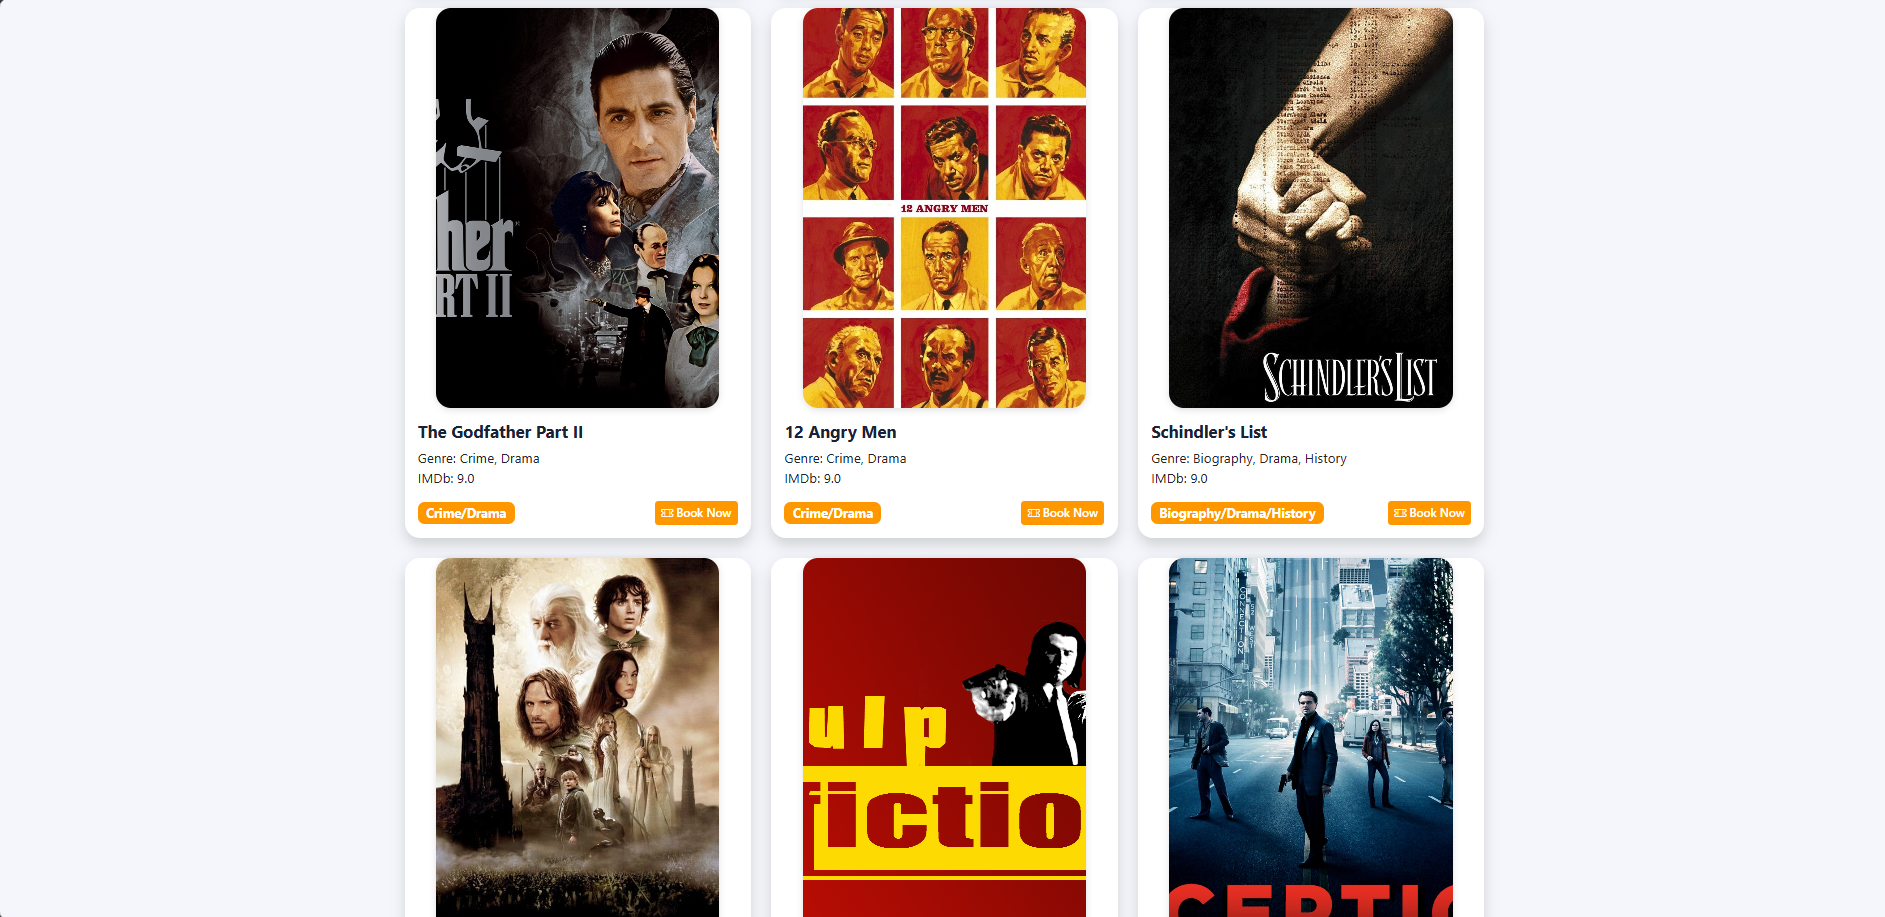 ther
RT II
12 ANGRY MEN
SCHINDLER'S LIST
The Godfather Part II
Genre: Crime, Drama
IMDb: 9.0
Crime/Drama
Book Now
12 Angry Men
Genre: Crime, Drama
IMDb: 9.0
Crime/Drama
Book Now
Schindler's List
Genre: Biography, Drama, History
IMDb: 9.0
Biography/Drama/History
Book Now
ulp
fictio
CEPTIO